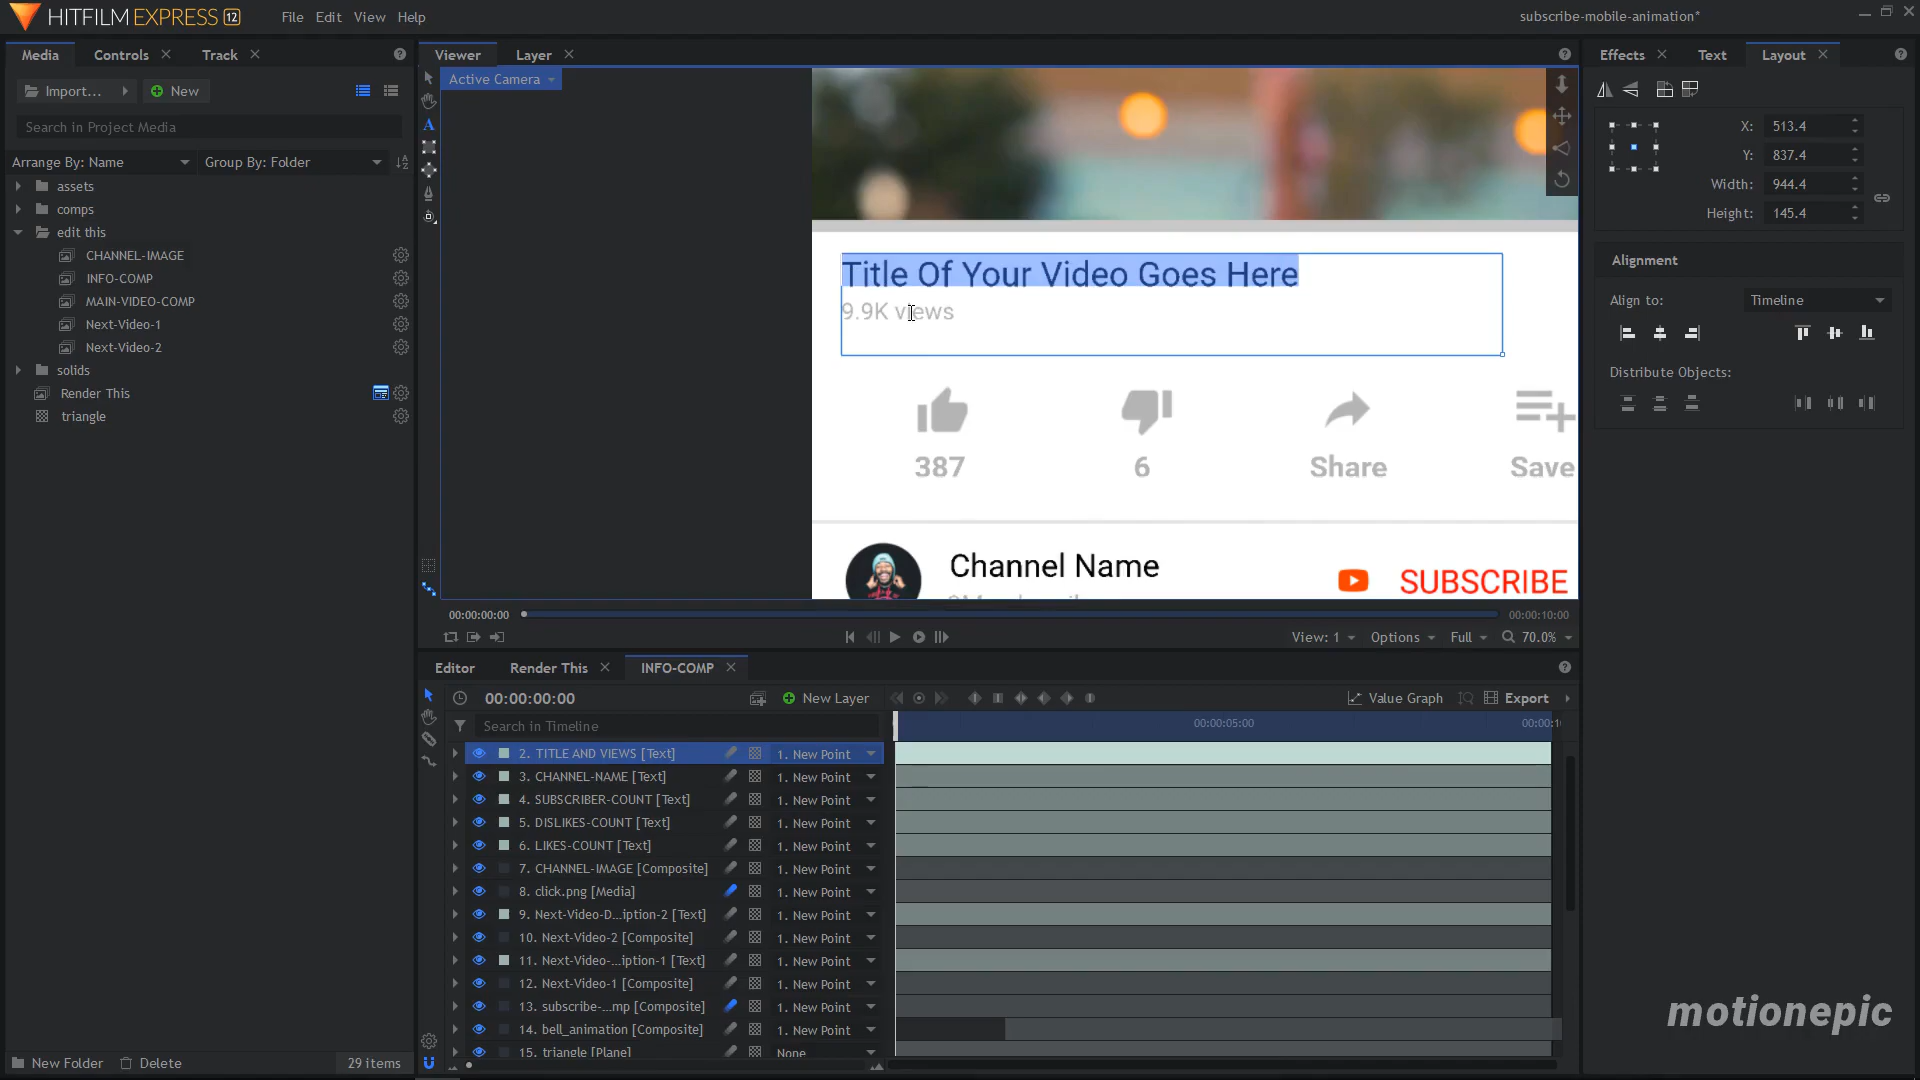 HITFILM EXPRESS 12
File Edit View Help
subscribe-mobile-animation*
Media Controls Track
Viewer Layer
Effects Text Layout
Import... New
Active Camera
Search in Project Media
Arrange By: Name Group By: Folder
assets
comps
edit this
CHANNEL-IMAGE
INFO-COMP
MAIN-VIDEO-COMP
Next-Video-1
Next-Video-2
solids
Render This
triangle
New Folder Delete 29 items
Title Of Your Video Goes Here
9.9K views
387 6 Share Save
Channel Name
SUBSCRIBE
00:00:00:00 00:00:10:00
View: 1 Options Full 70.0%
X: 513.4
Y: 837.4
Width: 944.4
Height: 145.4
Alignment
Align to: Timeline
Distribute Objects:
Editor Render This INFO-COMP
00:00:00:00 New Layer Value Graph Export
Search in Timeline
00:00:05:00
2. TITLE AND VIEWS [Text] 1. New Point
3. CHANNEL-NAME [Text] 1. New Point
4. SUBSCRIBER-COUNT [Text] 1. New Point
5. DISLIKES-COUNT [Text] 1. New Point
6. LIKES-COUNT [Text] 1. New Point
7. CHANNEL-IMAGE [Composite] 1. New Point
8. click.png [Media] 1. New Point
9. Next-Video-D...iption-2 [Text] 1. New Point
10. Next-Video-2 [Composite] 1. New Point
11. Next-Video-...iption-1 [Text] 1. New Point
12. Next-Video-1 [Composite] 1. New Point
13. subscribe-...mp [Composite] 1. New Point
14. bell_animation [Composite] 1. New Point
15. triangle [Plane] None
motionepic